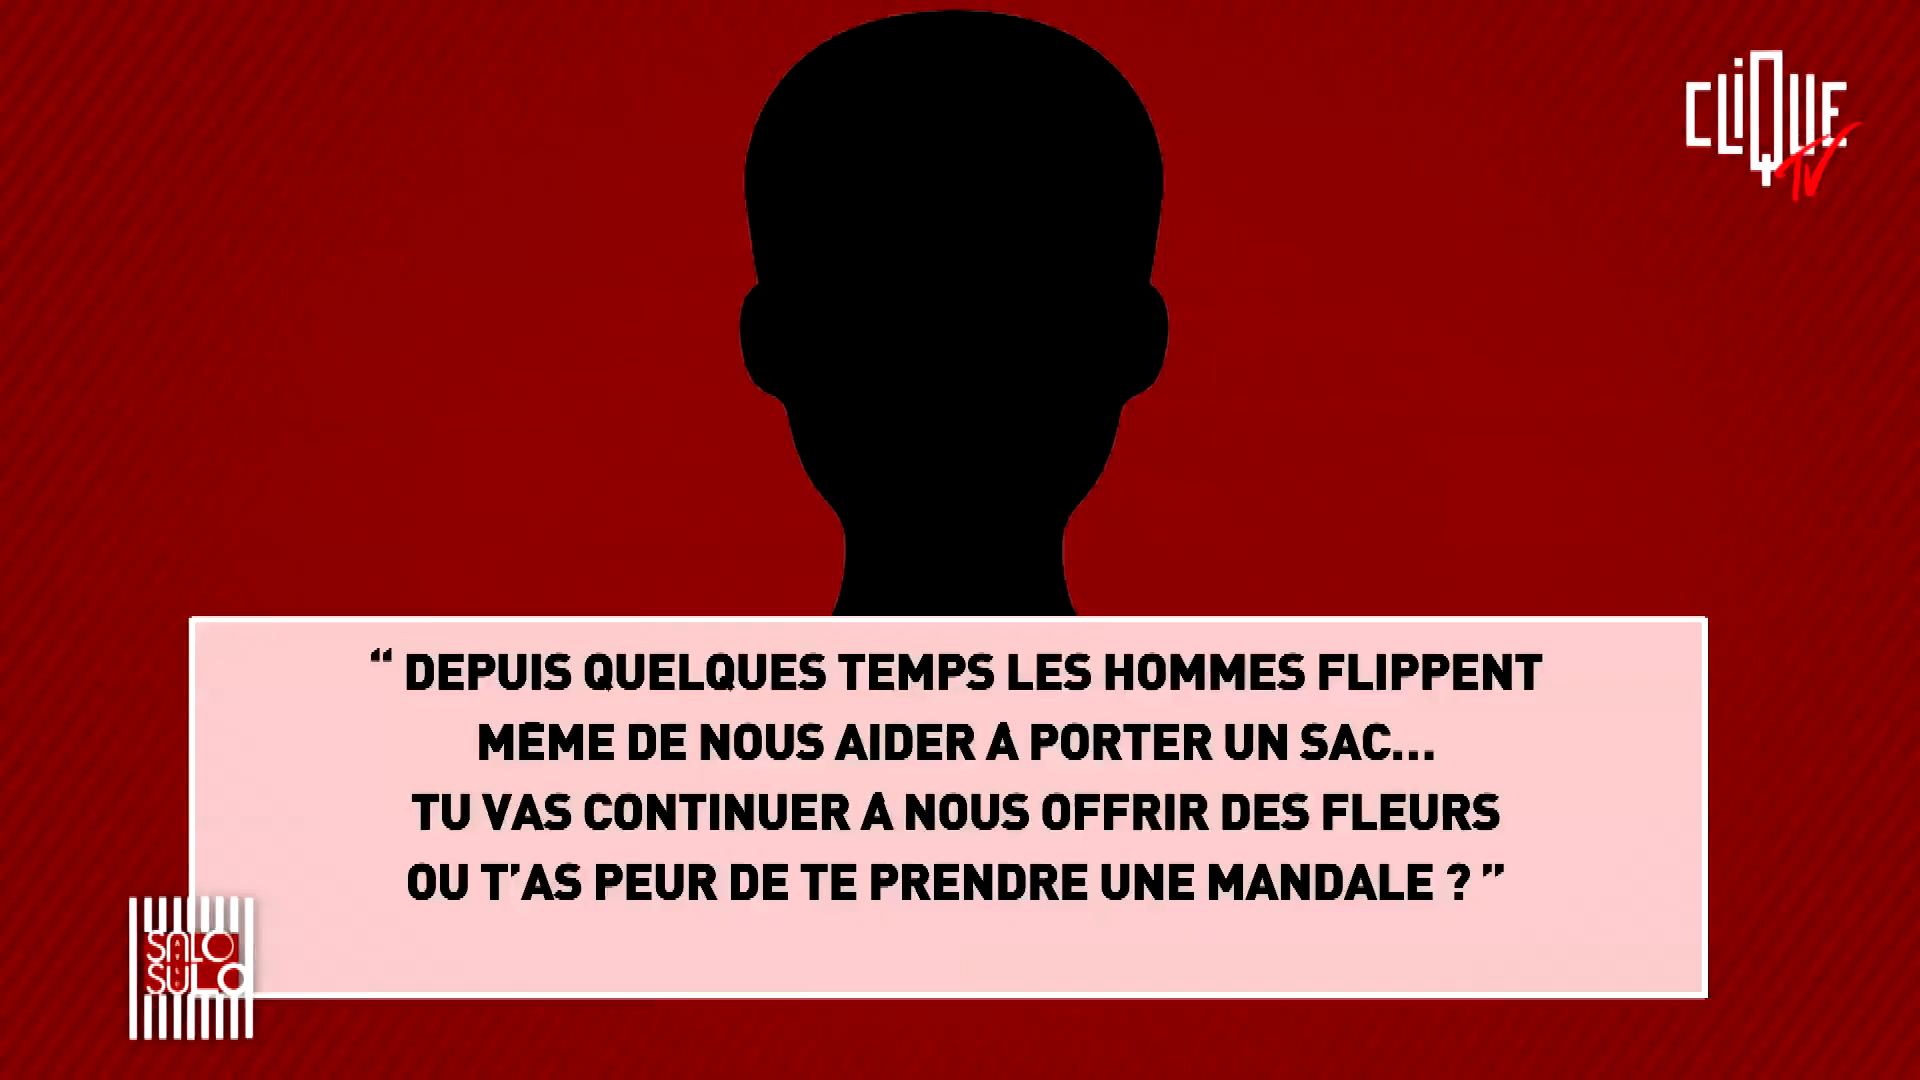 CLIQUE
TV
“ DEPUIS QUELQUES TEMPS LES HOMMES FLIPPENT
MÊME DE NOUS AIDER À PORTER UN SAC...
TU VAS CONTINUER À NOUS OFFRIR DES FLEURS
OU T’AS PEUR DE TE PRENDRE UNE MANDALE ? ”
SALO
SULO